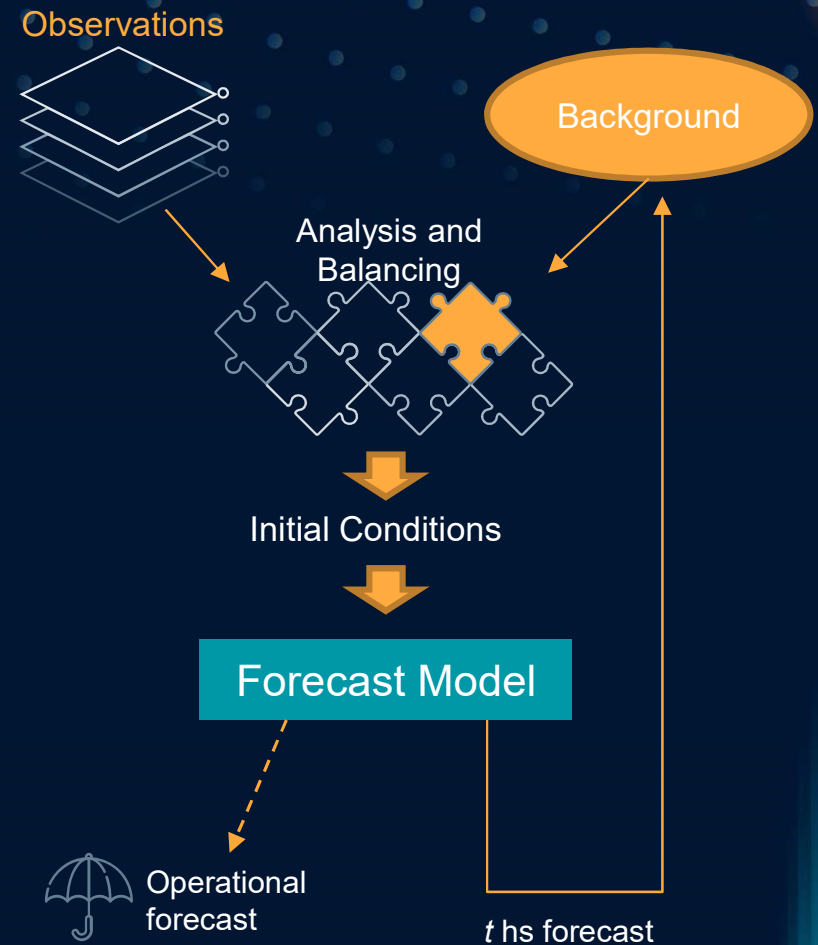 Observations
Background
Analysis and
Balancing
Initial Conditions
Forecast Model
Operational
forecast
t hs forecast